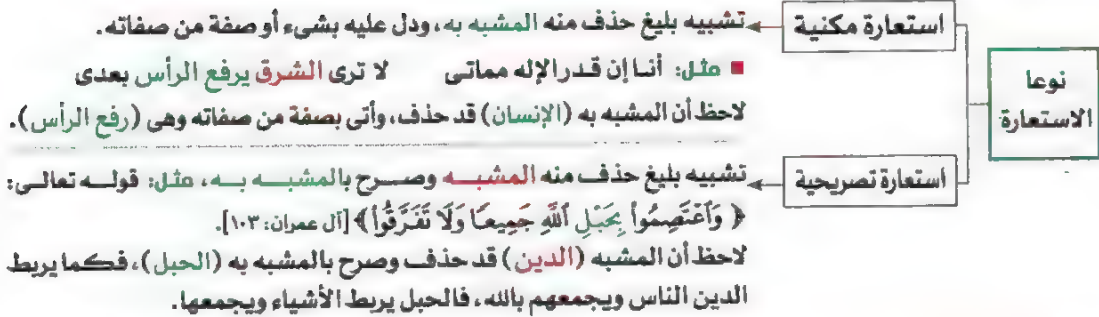 نوعا
الاستعارة
استعارة مكنية
تشبيه بليغ حذف منه المشبه به، ودل عليه بشىء أو صفة من صفاته.
■ مثل: أنا إن قدر الإله مماتى لا ترى الشرق يرفع الرأس بعدى
لاحظ أن المشبه به (الإنسان) قد حذف، وأتى بصفة من صفاته وهى (رفع الرأس).
استعارة تصريحية
تشبيه بليغ حذف منه المشبه وصرح بالمشبه به، مثل: قوله تعالى:
﴿ وَٱعْتَصِمُوا۟ بِحَبْلِ ٱللَّهِ جَمِيعًا وَلَا تَفَرَّقُوا۟ ﴾ [آل عمران: ١٠٣].
لاحظ أن المشبه (الدين) قد حذف وصرح بالمشبه به (الحبل)، فكما يربط
الدين الناس ويجمعهم بالله، فالحبل يربط الأشياء ويجمعها.